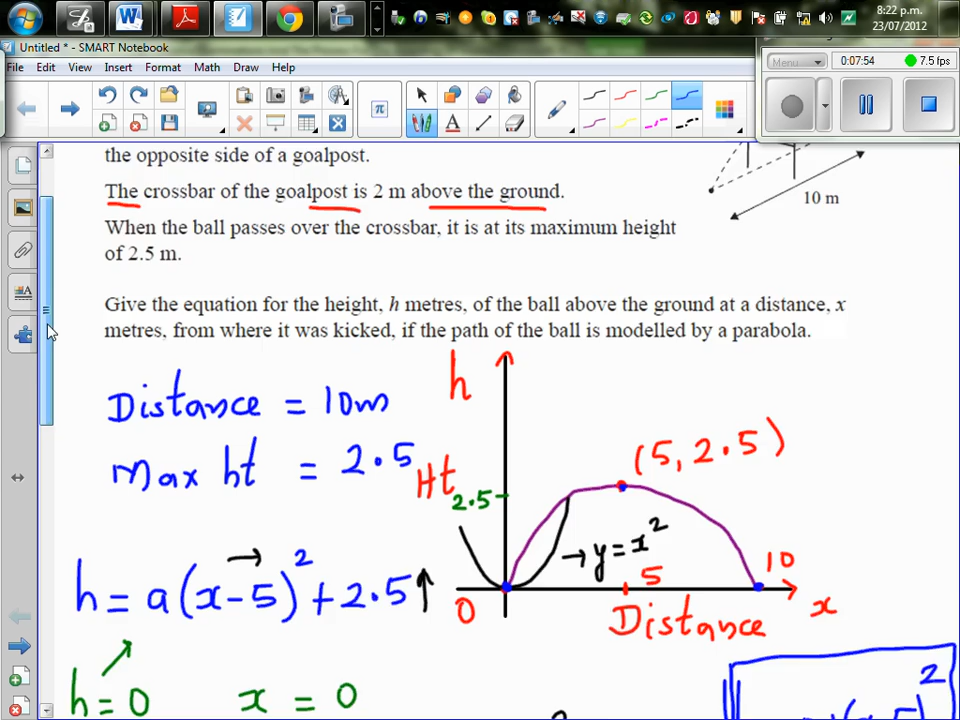 8:22 p.m.
23/07/2012
Untitled * - SMART Notebook
File Edit View Insert Format Math Draw Help
Menu
0:07:54
7.5 fps
the opposite side of a goalpost.
The crossbar of the goalpost is 2 m above the ground.
10 m
When the ball passes over the crossbar, it is at its maximum height
of 2.5 m.
Give the equation for the height, h metres, of the ball above the ground at a distance, x
metres, from where it was kicked, if the path of the ball is modelled by a parabola.
h
Distance = 10m
(5, 2.5)
Max ht = 2.5
Ht
2.5
→ y = x²
h = a(x-5)² + 2.5 ↑
0
5
10
x
Distance
h = 0 x = 0
2